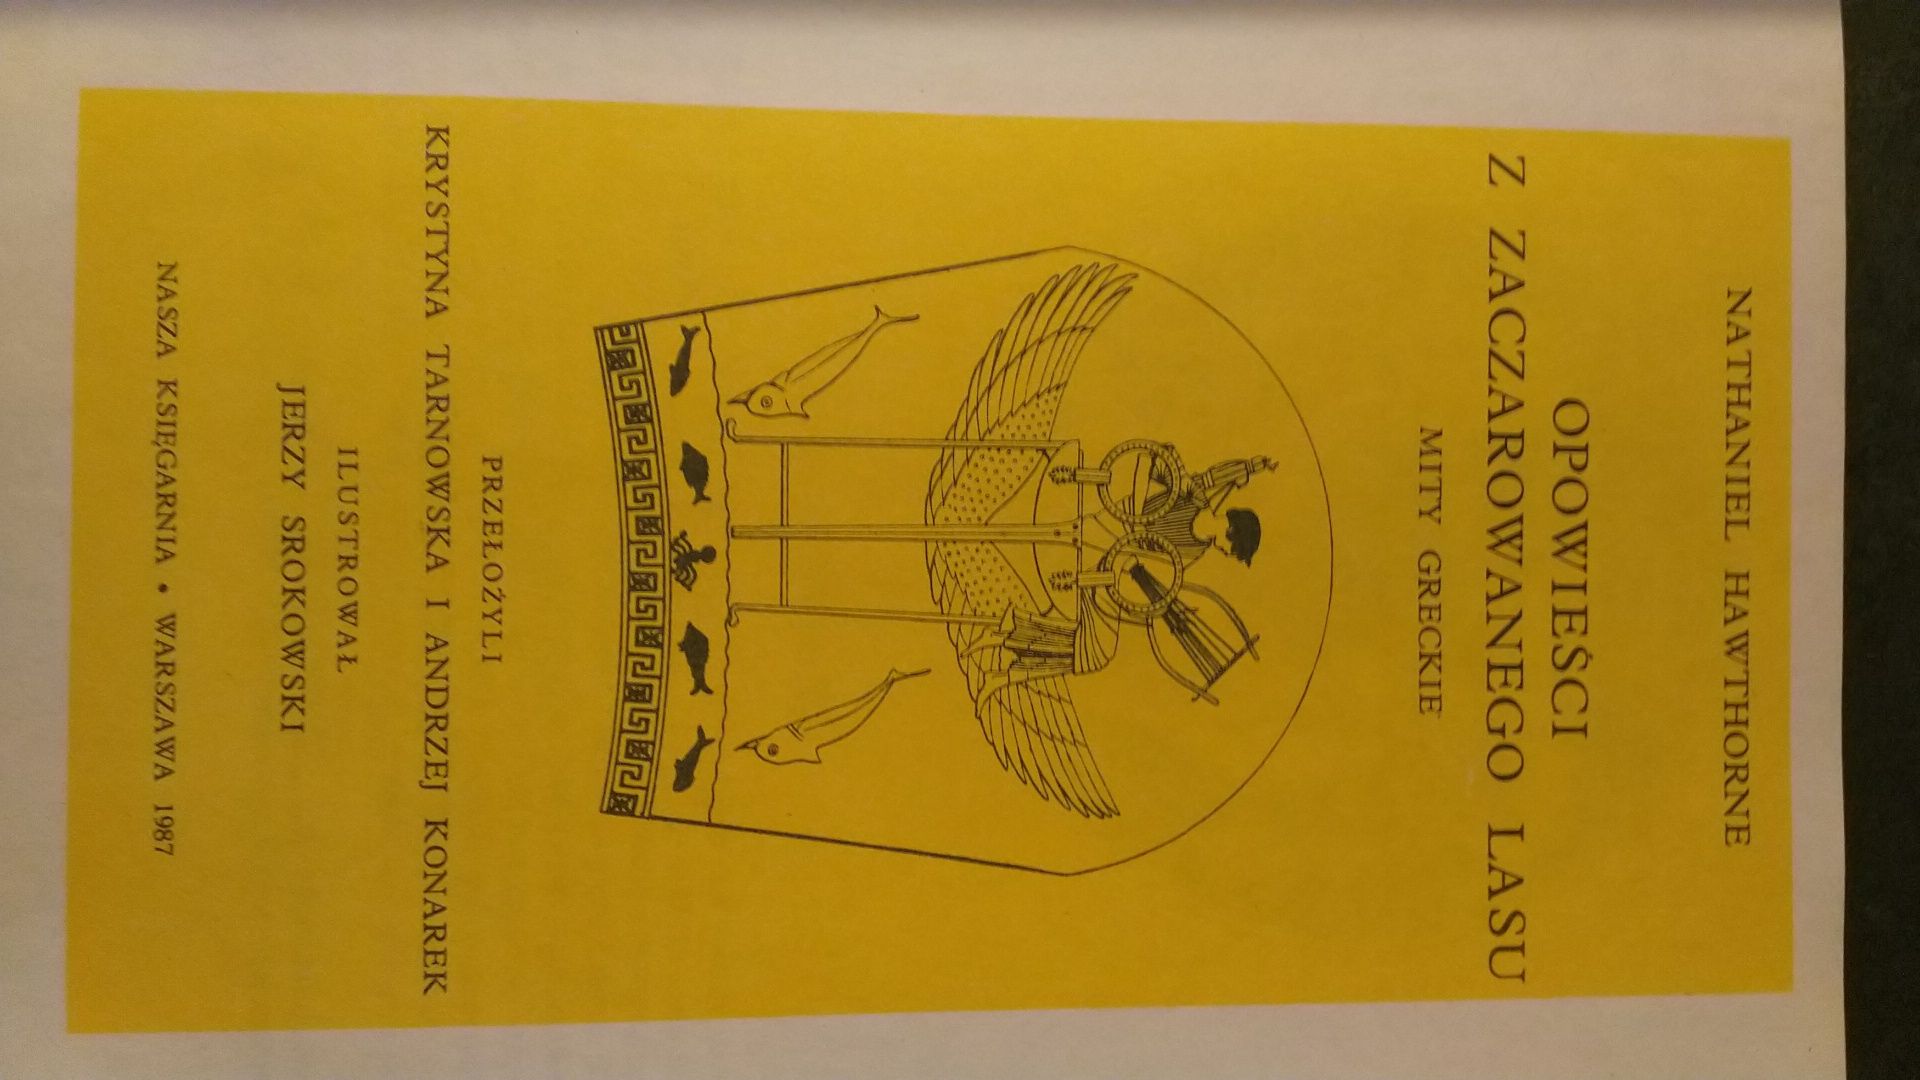 NATHANIEL HAWTHORNE
OPOWIEŚCI
Z ZACZAROWANEGO LASU
MITY GRECKIE
PRZEŁOŻYLI
KRYSTYNA TARNOWSKA I ANDRZEJ KONAREK
ILUSTROWAŁ
JERZY SROKOWSKI
NASZA KSIĘGARNIA • WARSZAWA 1987